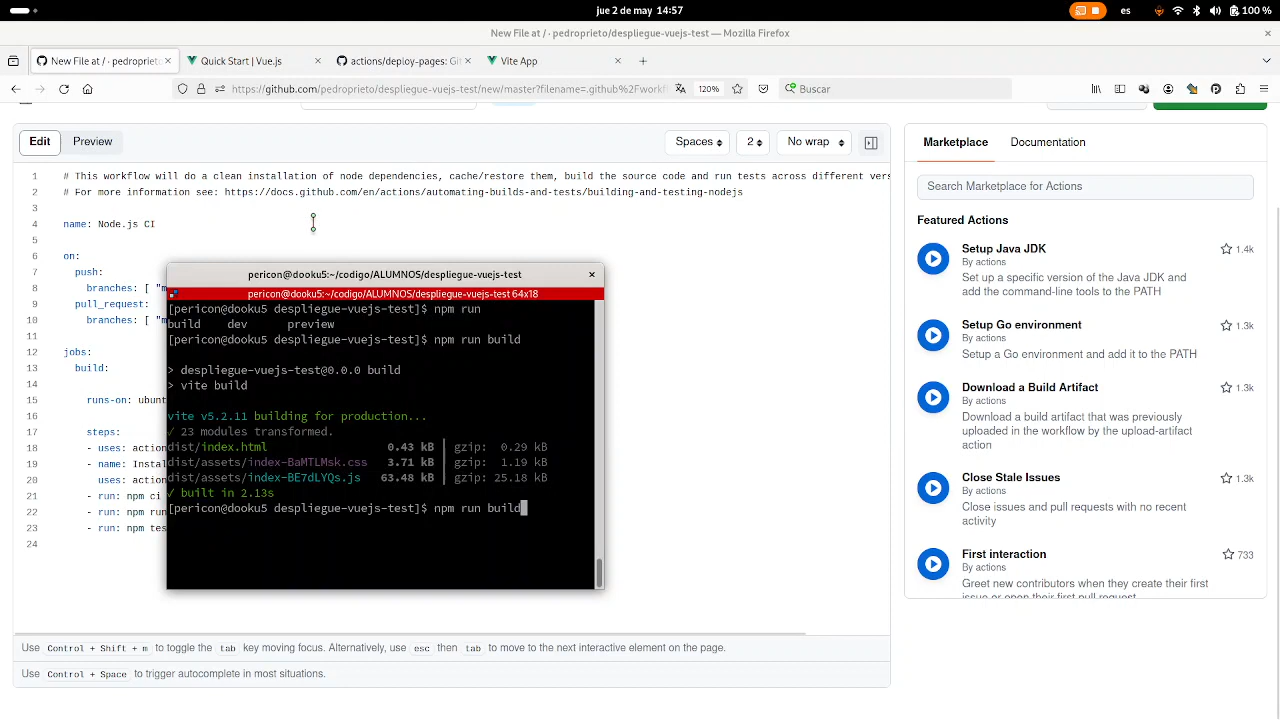 jue 2 de may 14:57
es
100 %
New File at / · pedroprieto/despliegue-vuejs-test — Mozilla Firefox
New File at / · pedroprie
Quick Start | Vue.js
actions/deploy-pages: Git
Vite App
https://github.com/pedroprieto/despliegue-vuejs-test/new/master?filename=.github%2Fworkf
120%
Buscar
Edit
Preview
Spaces
2
No wrap
Marketplace
Documentation
1 # This workflow will do a clean installation of node dependencies, cache/restore them, build the source code and run tests across different vers
2 # For more information see: https://docs.github.com/en/actions/automating-builds-and-tests/building-and-testing-nodejs
3
4 name: Node.js CI
5
6 on:
7 push:
8 branches: [ "m
9 pull_request:
10 branches: [ "m
11
12 jobs:
13 build:
14
15 runs-on: ubunt
16
17 steps:
18 - uses: action
19 - name: Instal
20 uses: action
21 - run: npm ci
22 - run: npm run
23 - run: npm tes
24
pericon@dooku5:~/codigo/ALUMNOS/despliegue-vuejs-test
pericon@dooku5:~/codigo/ALUMNOS/despliegue-vuejs-test 64x18
[pericon@dooku5 despliegue-vuejs-test]$ npm run
build dev preview
[pericon@dooku5 despliegue-vuejs-test]$ npm run build
> despliegue-vuejs-test@0.0.0 build
> vite build
vite v5.2.11 building for production...
✓ 23 modules transformed.
dist/index.html 0.43 kB │ gzip: 0.29 kB
dist/assets/index-BaMTLMsk.css 3.71 kB │ gzip: 1.19 kB
dist/assets/index-BE7dLYQs.js 63.48 kB │ gzip: 25.18 kB
✓ built in 2.13s
[pericon@dooku5 despliegue-vuejs-test]$ npm run build
Search Marketplace for Actions
Featured Actions
Setup Java JDK
1.4k
By actions
Set up a specific version of the Java JDK and
add the command-line tools to the PATH
Setup Go environment
1.3k
By actions
Setup a Go environment and add it to the PATH
Download a Build Artifact
1.3k
By actions
Download a build artifact that was previously
uploaded in the workflow by the upload-artifact
action
Close Stale Issues
1.3k
By actions
Close issues and pull requests with no recent
activity
First interaction
733
By actions
Greet new contributors when they create their first
issue or open their first pull request
Use Control + Shift + m to toggle the tab key moving focus. Alternatively, use esc then tab to move to the next interactive element on the page.
Use Control + Space to trigger autocomplete in most situations.